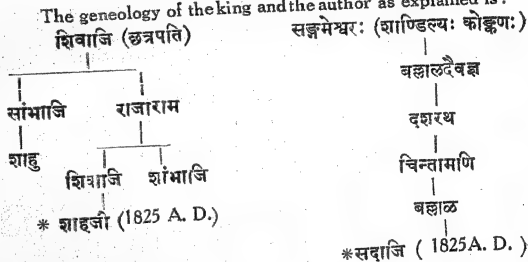 The geneology of the king and the author as explained is :
शिवाजि (छत्रपति)
सांभाजि राजाराम
शाहु
शिवाजि शांभाजि
* शाहजी (1825 A. D.)
सङ्गमेश्वरः (शाण्डिल्यः कोङ्कणः)
बल्लालदैवज्ञ
दशरथ
चिन्तामणि
बल्लाळ
*सदाजि ( 1825A. D. )